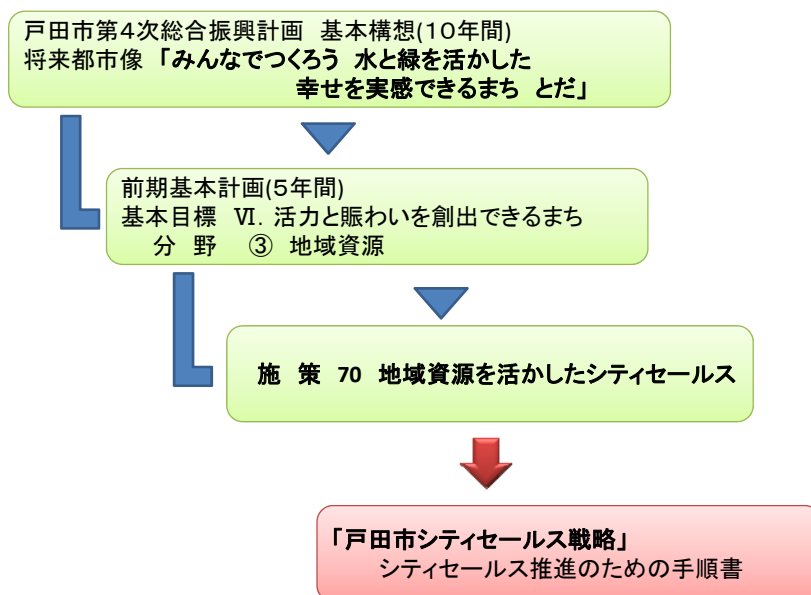 戸田市第4次総合振興計画 基本構想(10年間)
将来都市像 「みんなでつくろう 水と緑を活かした
幸せを実感できるまち とだ」
前期基本計画(5年間)
基本目標 Ⅵ. 活力と賑わいを創出できるまち
分 野 ③ 地域資源
施 策 70 地域資源を活かしたシティセールス
「戸田市シティセールス戦略」
シティセールス推進のための手順書